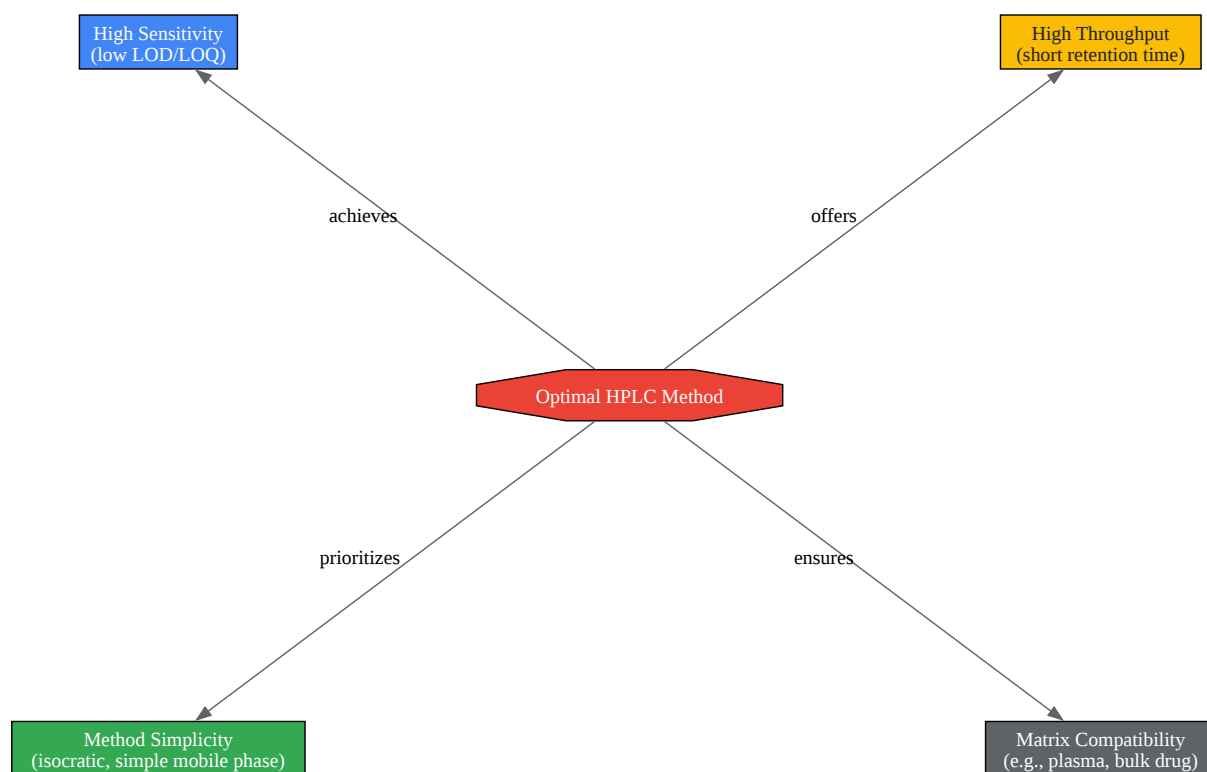 High Sensitivity
(low LOD/LOQ)
High Throughput
(short retention time)
achieves
offers
Optimal HPLC Method
prioritizes
ensures
Method Simplicity
(isocratic, simple mobile phase)
Matrix Compatibility
(e.g., plasma, bulk drug)